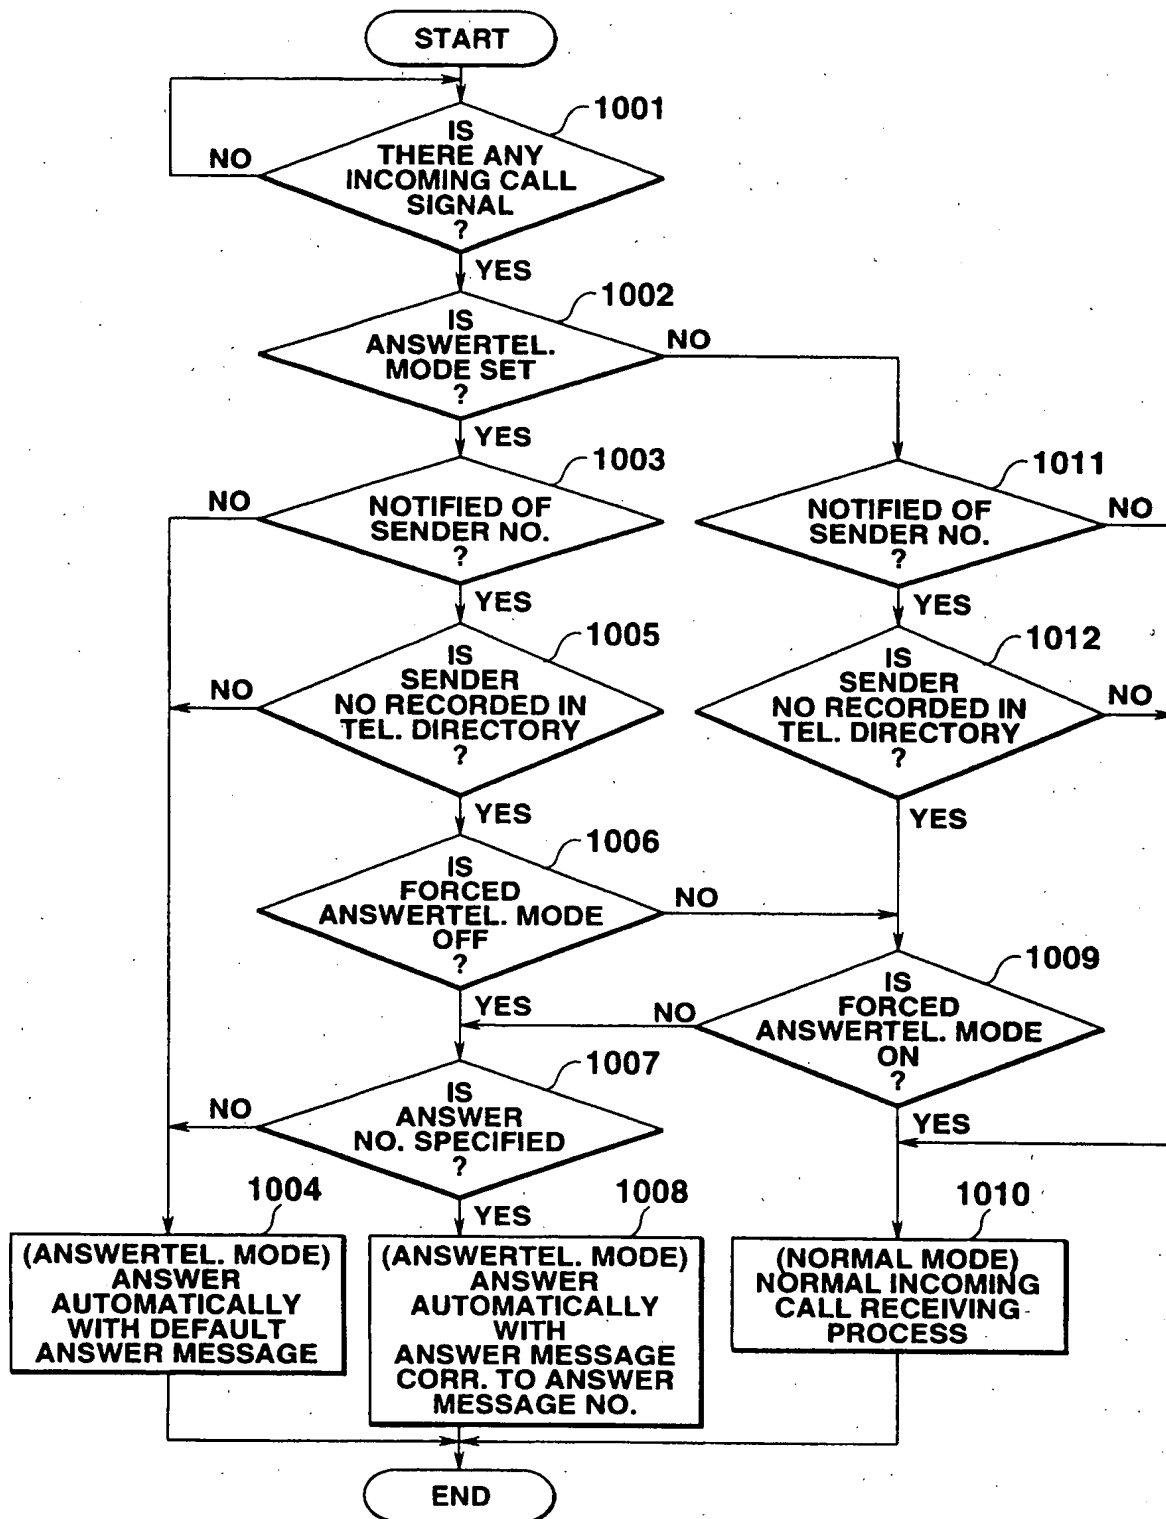 START
1001
IS
THERE ANY
INCOMING CALL
SIGNAL
?
NO
YES
1002
IS
ANSWERTEL.
MODE SET
?
NO
YES
1003
NOTIFIED OF
SENDER NO.
?
NO
YES
1011
NOTIFIED OF
SENDER NO.
?
NO
YES
1005
IS
SENDER
NO RECORDED IN
TEL. DIRECTORY
?
NO
YES
1012
IS
SENDER
NO RECORDED IN
TEL. DIRECTORY
?
NO
YES
1006
IS
FORCED
ANSWERTEL. MODE
OFF
?
NO
YES
1009
IS
FORCED
ANSWERTEL. MODE
ON
?
NO
YES
1007
IS
ANSWER
NO. SPECIFIED
?
NO
YES
1004
(ANSWERTEL. MODE)
ANSWER
AUTOMATICALLY
WITH DEFAULT
ANSWER MESSAGE
1008
(ANSWERTEL. MODE)
ANSWER
AUTOMATICALLY
WITH
ANSWER MESSAGE
CORR. TO ANSWER
MESSAGE NO.
1010
(NORMAL MODE)
NORMAL INCOMING
CALL RECEIVING
PROCESS
END